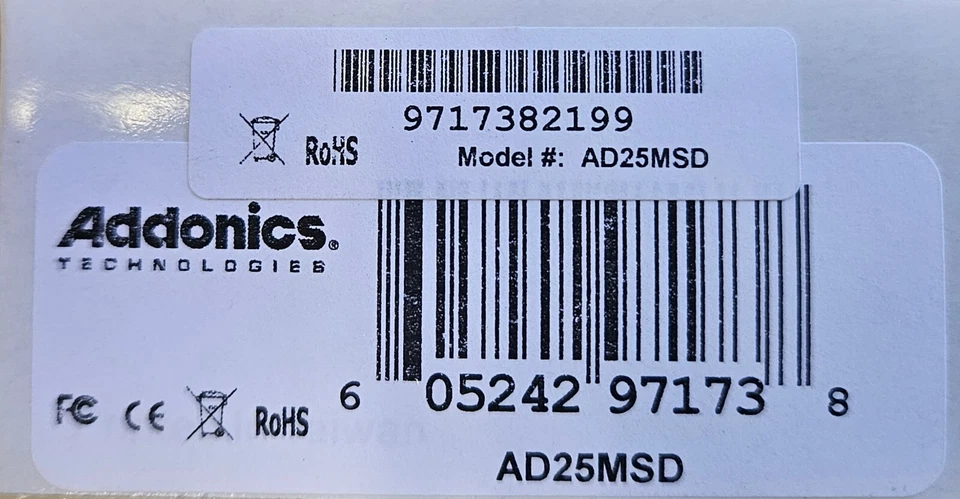 9717382199
RoHS
Model #: AD25MSD
Addonics®
TECHNOLOGIES
6 05242 97173 8
FC CE RoHS
AD25MSD